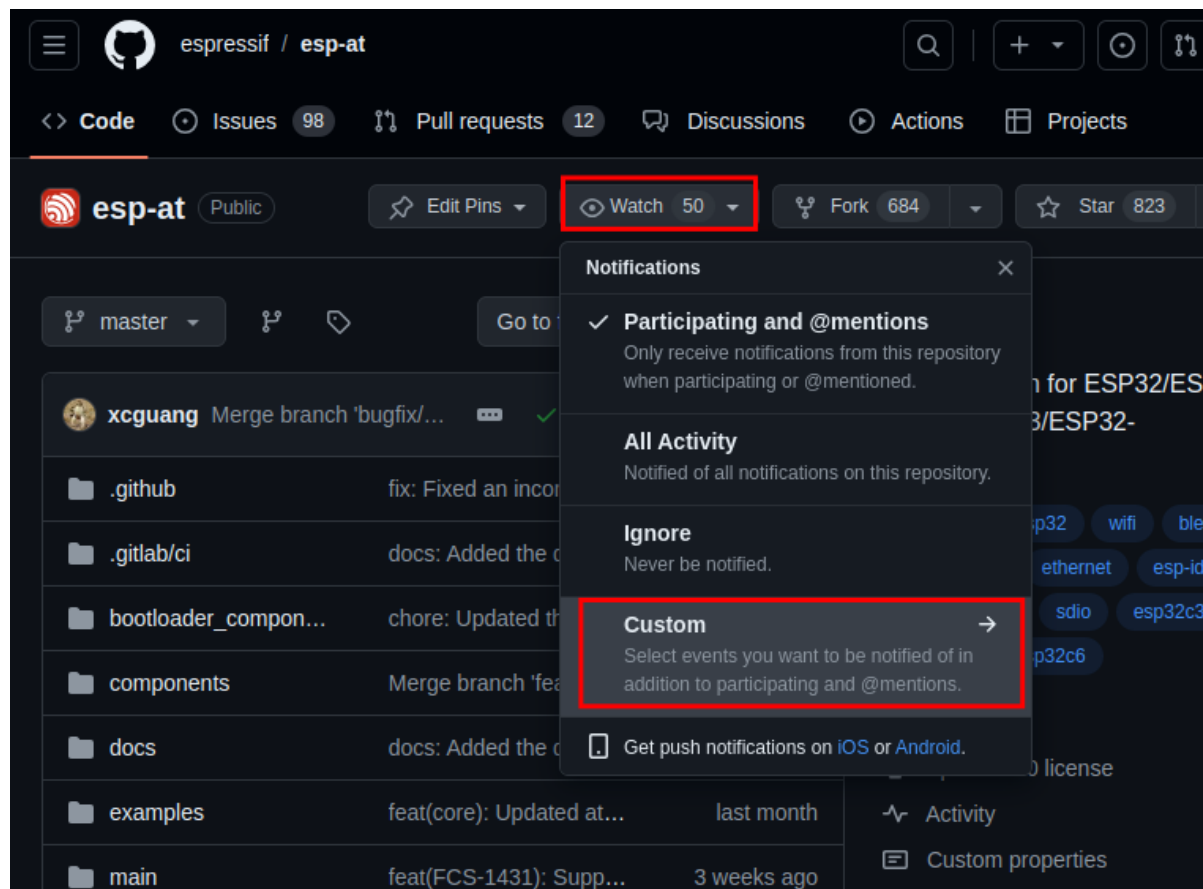 espressif / esp-at
Code Issues 98 Pull requests 12 Discussions Actions Projects
esp-at Public Edit Pins Watch 50 Fork 684 Star 823
Notifications
master Go to
Participating and @mentions
Only receive notifications from this repository
when participating or @mentioned.
for ESP32/ES
/ESP32-
xcguang Merge branch 'bugfix/…
All Activity
Notified of all notifications on this repository.
.github fix: Fixed an incor
Ignore
Never be notified.
sp32 wifi ble
.gitlab/ci docs: Added the
ethernet esp-id
bootloader_compon… chore: Updated th
Custom
Select events you want to be notified of in
addition to participating and @mentions.
sdio esp32c3
sp32c6
components Merge branch 'fea
docs docs: Added the
Get push notifications on iOS or Android.
license
examples feat(core): Updated at… last month
Activity
Custom properties
main feat(FCS-1431): Supp… 3 weeks ago